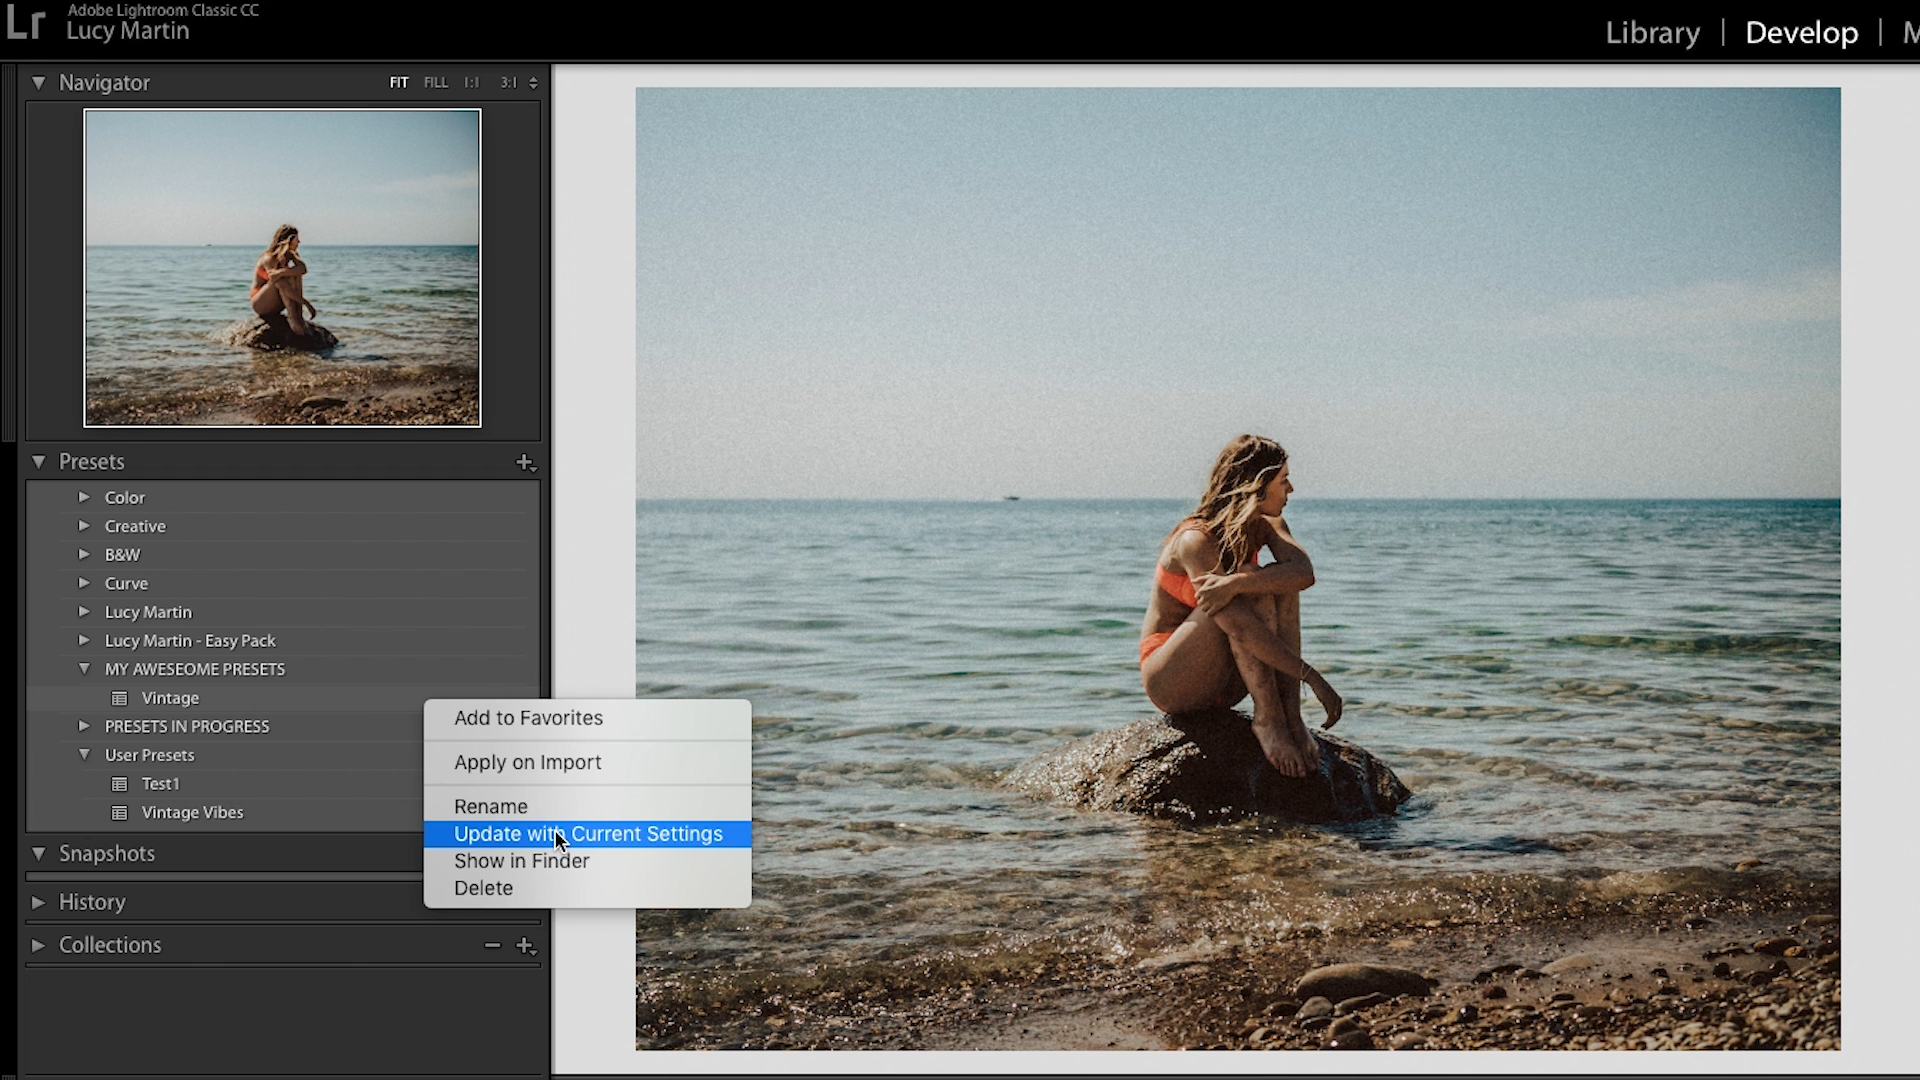 Lr
Adobe Lightroom Classic CC
Lucy Martin
Library | Develop | M
Navigator FIT FILL 1:1 3:1
Presets
Color
Creative
B&W
Curve
Lucy Martin
Lucy Martin - Easy Pack
MY AWESEOME PRESETS
Vintage
PRESETS IN PROGRESS
User Presets
Test1
Vintage Vibes
Snapshots
History
Collections
Add to Favorites
Apply on Import
Rename
Update with Current Settings
Show in Finder
Delete